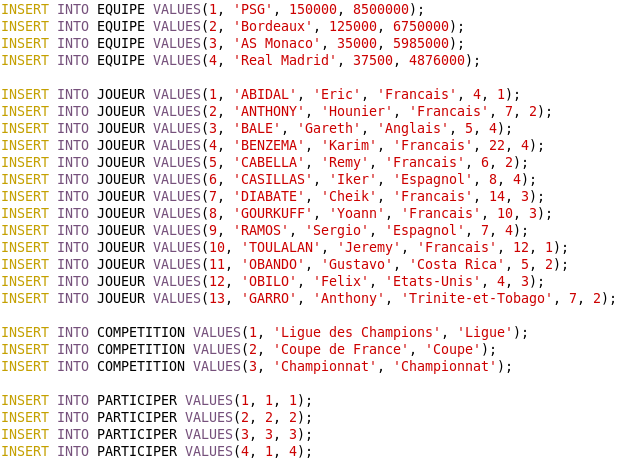 INSERT INTO EQUIPE VALUES(1, 'PSG', 150000, 8500000);
INSERT INTO EQUIPE VALUES(2, 'Bordeaux', 125000, 6750000);
INSERT INTO EQUIPE VALUES(3, 'AS Monaco', 35000, 5985000);
INSERT INTO EQUIPE VALUES(4, 'Real Madrid', 37500, 4876000);
INSERT INTO JOUEUR VALUES(1, 'ABIDAL', 'Eric', 'Francais', 4, 1);
INSERT INTO JOUEUR VALUES(2, 'ANTHONY', 'Hounier', 'Francais', 7, 2);
INSERT INTO JOUEUR VALUES(3, 'BALE', 'Gareth', 'Anglais', 5, 4);
INSERT INTO JOUEUR VALUES(4, 'BENZEMA', 'Karim', 'Francais', 22, 4);
INSERT INTO JOUEUR VALUES(5, 'CABELLA', 'Remy', 'Francais', 6, 2);
INSERT INTO JOUEUR VALUES(6, 'CASILLAS', 'Iker', 'Espagnol', 8, 4);
INSERT INTO JOUEUR VALUES(7, 'DIABATE', 'Cheik', 'Francais', 14, 3);
INSERT INTO JOUEUR VALUES(8, 'GOURKUFF', 'Yoann', 'Francais', 10, 3);
INSERT INTO JOUEUR VALUES(9, 'RAMOS', 'Sergio', 'Espagnol', 7, 4);
INSERT INTO JOUEUR VALUES(10, 'TOULALAN', 'Jeremy', 'Francais', 12, 1);
INSERT INTO JOUEUR VALUES(11, 'OBANDO', 'Gustavo', 'Costa Rica', 5, 2);
INSERT INTO JOUEUR VALUES(12, 'OBILO', 'Felix', 'Etats-Unis', 4, 3);
INSERT INTO JOUEUR VALUES(13, 'GARRO', 'Anthony', 'Trinite-et-Tobago', 7, 2);
INSERT INTO COMPETITION VALUES(1, 'Ligue des Champions', 'Ligue');
INSERT INTO COMPETITION VALUES(2, 'Coupe de France', 'Coupe');
INSERT INTO COMPETITION VALUES(3, 'Championnat', 'Championnat');
INSERT INTO PARTICIPER VALUES(1, 1, 1);
INSERT INTO PARTICIPER VALUES(2, 2, 2);
INSERT INTO PARTICIPER VALUES(3, 3, 3);
INSERT INTO PARTICIPER VALUES(4, 1, 4);